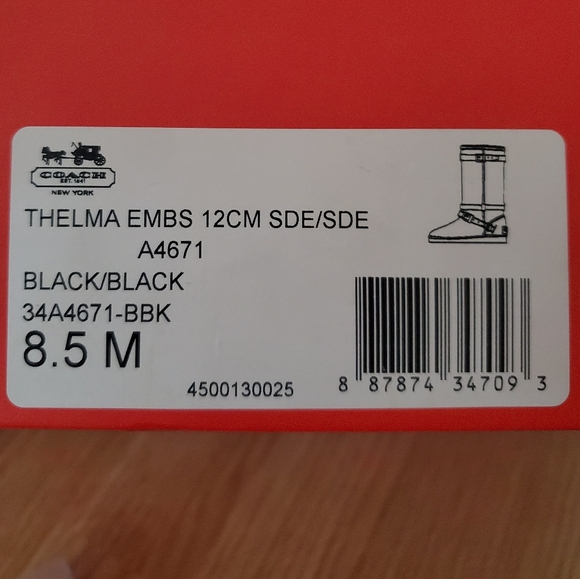 COACH
EST. 1941
NEW YORK
THELMA EMBS 12CM SDE/SDE
A4671
BLACK/BLACK
34A4671-BBK
8.5 M
4500130025
8 87874 34709 3